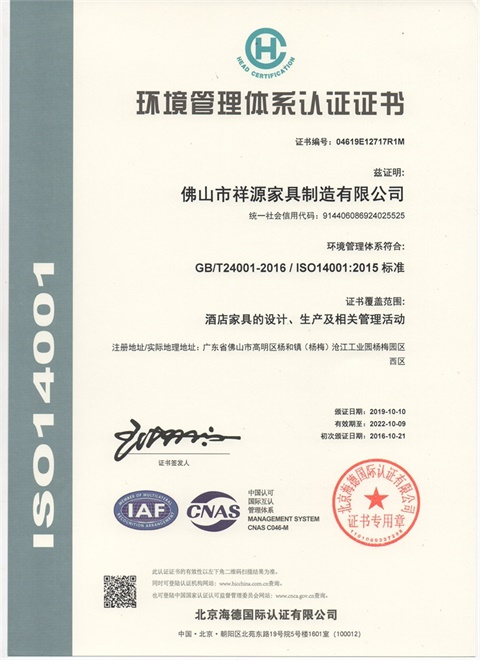 HEAD CERTIFICATION
环境管理体系认证证书
证书编号：04619E12717R1M
兹证明:
佛山市祥源家具制造有限公司
统一社会信用代码：914406086924025525
环境管理体系符合:
GB/T24001-2016 / ISO14001:2015 标准
证书覆盖范围:
酒店家具的设计、生产及相关管理活动
注册地址/实际地理地址：广东省佛山市高明区杨和镇（杨梅）沧江工业园杨梅园区
西区
颁证日期：2019-10-10
有效期至：2022-10-09
初次颁证日期：2016-10-21
证书签发人
ISO14001
MEMBER OF MULTILATERAL
IAF
RECOGNITION ARRANGEMENT
CNAS
中国认可
国际互认
管理体系
MANAGEMENT SYSTEM
CNAS C046-M
北京海德国际认证有限公司
证书专用章
此认证证书的有效性以左下角二维码扫描结果为准。
同时可登陆认证机构网站：www.hicchina.com.cn查询。
也可登陆中国国家认证认可监督管理委员会网站：www.cnca.gov.cn查询。
北京海德国际认证有限公司
中国·北京·朝阳区北苑东路19号院5号楼1601室（100012）